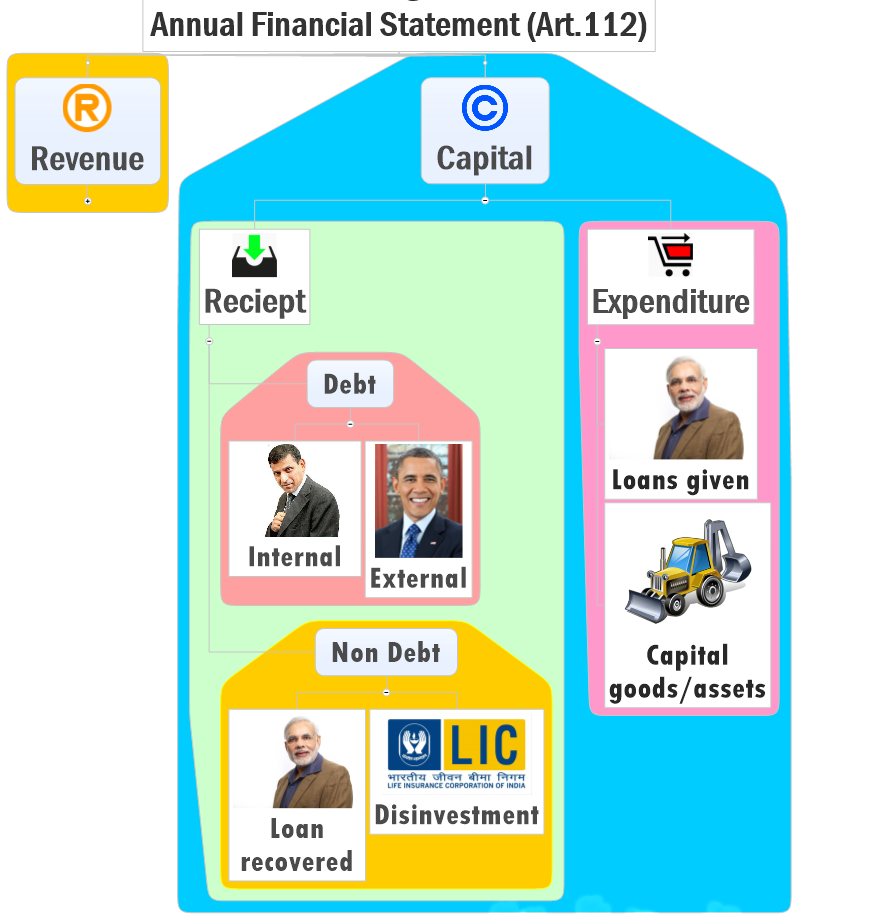 Annual Financial Statement (Art.112)
R
Revenue
C
Capital
Reciept
Expenditure
Debt
Internal
External
Loans given
Capital
goods/assets
Non Debt
Loan
recovered
LIC
भारतीय जीवन बीमा निगम
LIFE INSURANCE CORPORATION OF INDIA
Disinvestment